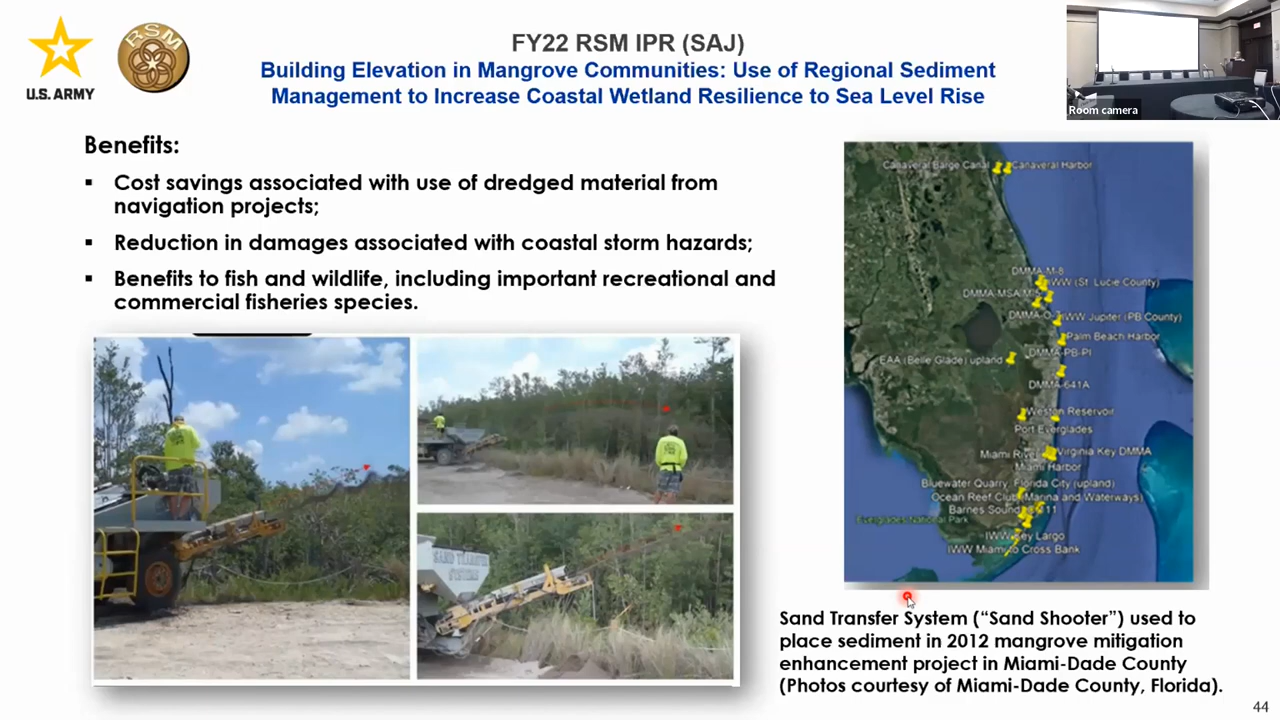 FY22 RSM IPR (SAJ)
Building Elevation in Mangrove Communities: Use of Regional Sediment
Management to Increase Coastal Wetland Resilience to Sea Level Rise
U.S. ARMY
RSM
Room camera
Benefits:
▪ Cost savings associated with use of dredged material from
navigation projects;
▪ Reduction in damages associated with coastal storm hazards;
▪ Benefits to fish and wildlife, including important recreational and
commercial fisheries species.
SAND TRANSFER
SYSTEMS
Canaveral Barge Canal
Canaveral Harbor
DMMA-M-8
IWW (St. Lucie County)
DMMA-MSA
DMMA-O-7
IWW Jupiter (PB County)
Palm Beach Harbor
DMMA-PB-PI
EAA (Belle Glade) upland
DMMA-641A
Weston Reservoir
Port Everglades
Miami River
Virginia Key DMMA
Miami Harbor
Bluewater Quarry, Florida City (upland)
Ocean Reef Club (Marina and Waterways)
Barnes Sound
11
Everglades National Park
IWW Key Largo
IWW Miami to Cross Bank
Sand Transfer System (“Sand Shooter”) used to
place sediment in 2012 mangrove mitigation
enhancement project in Miami-Dade County
(Photos courtesy of Miami-Dade County, Florida).
44